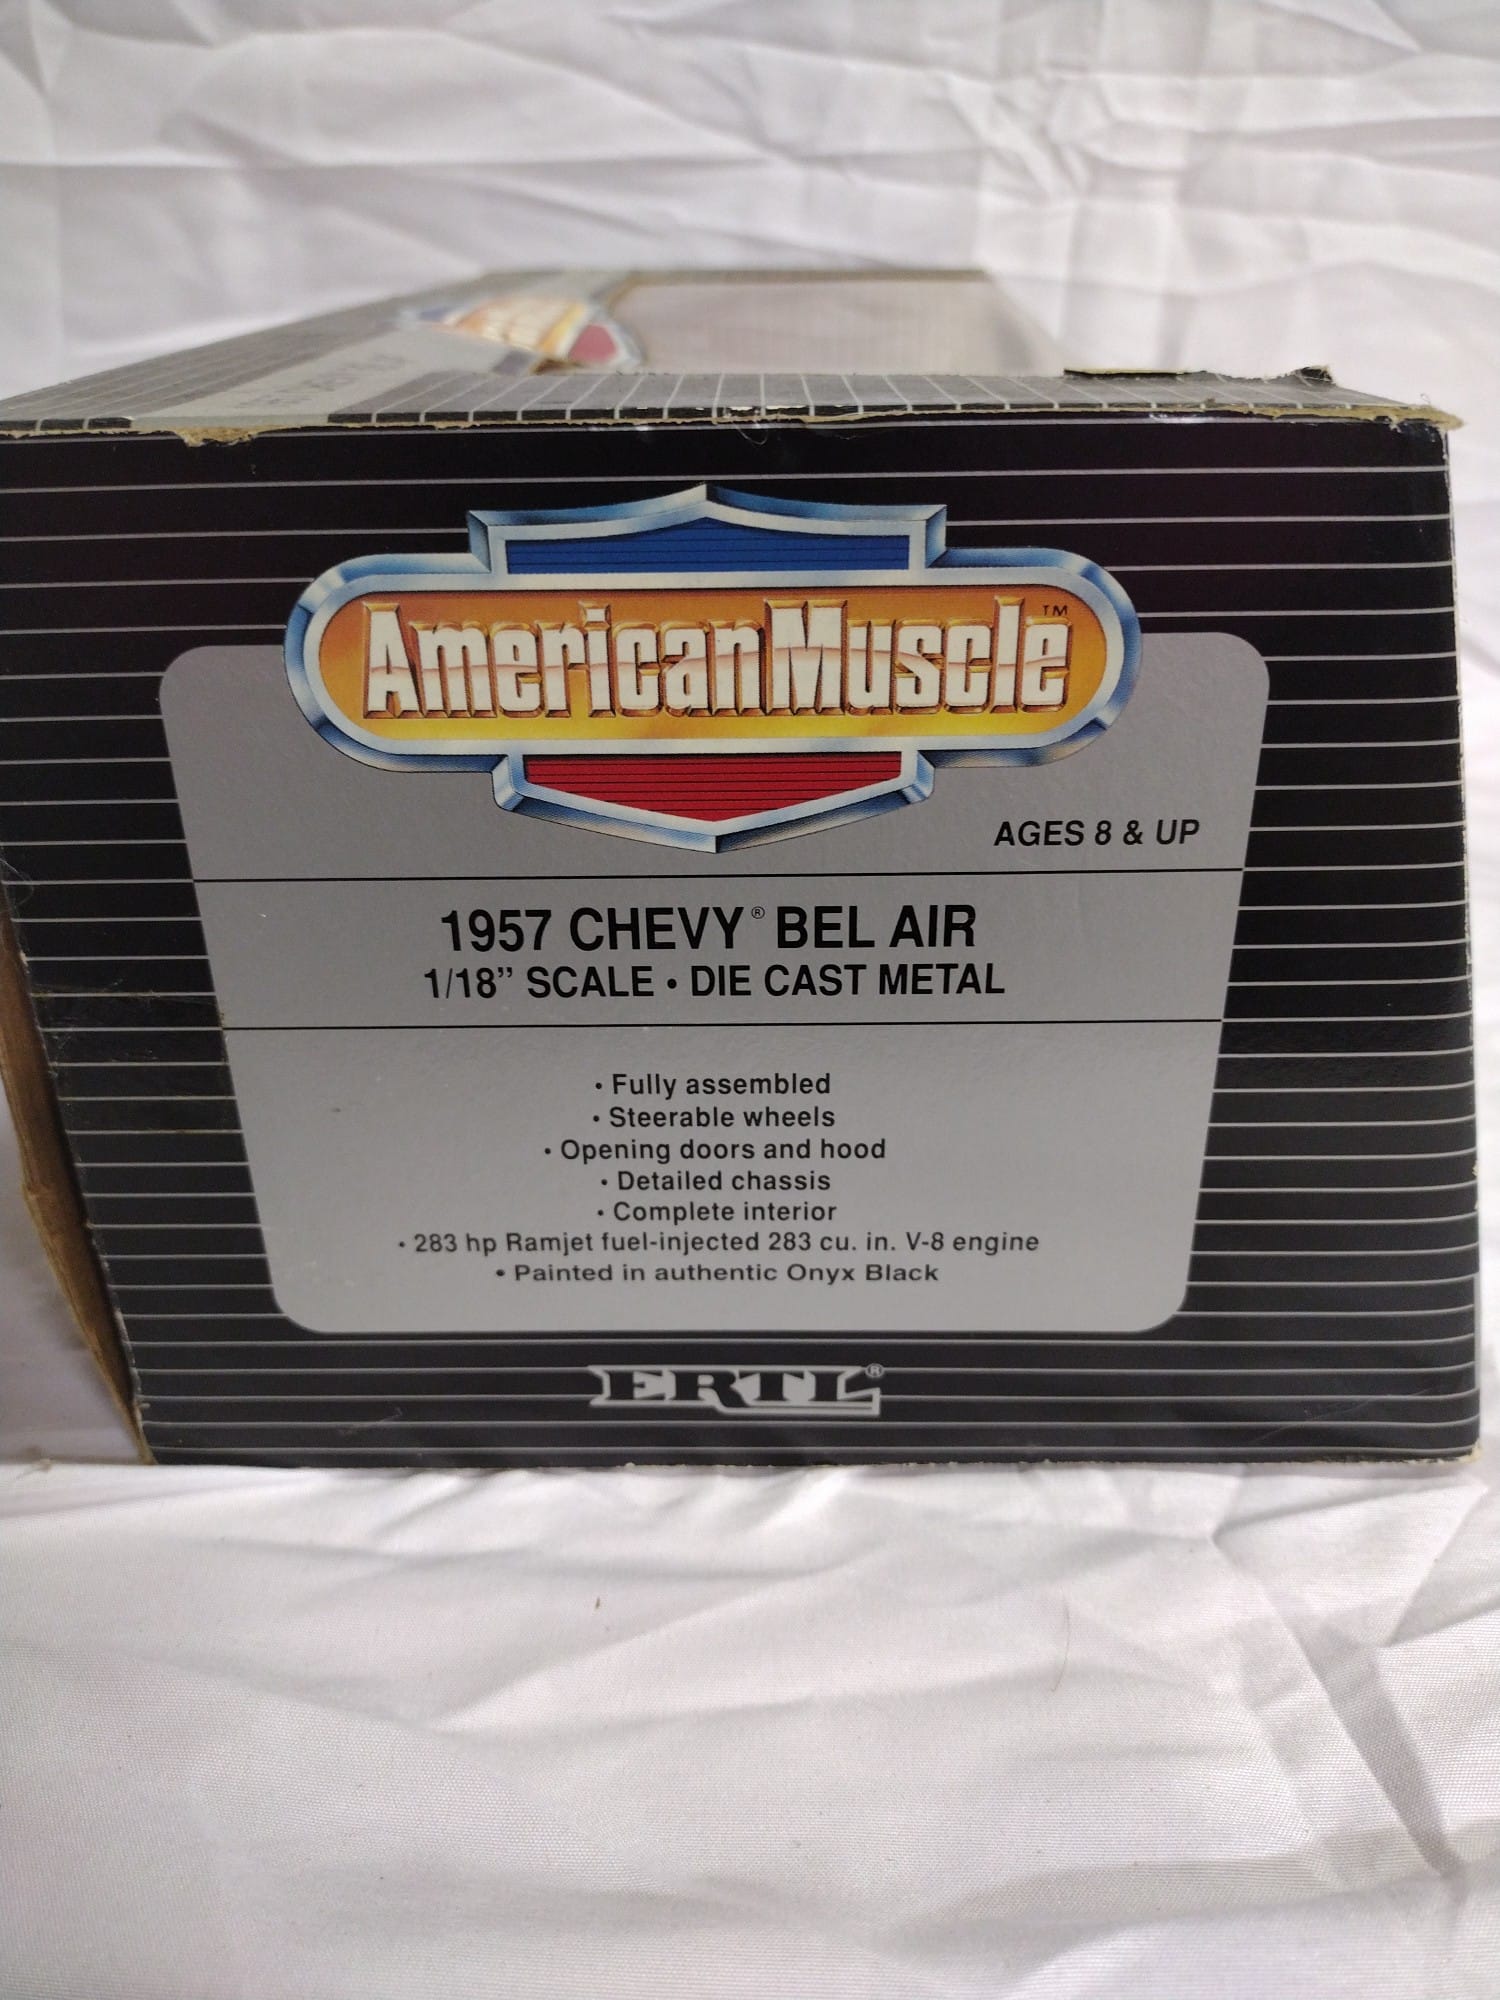 AmericanMuscle™
AGES 8 & UP
1957 CHEVY® BEL AIR
1/18” SCALE • DIE CAST METAL
• Fully assembled
• Steerable wheels
• Opening doors and hood
• Detailed chassis
• Complete interior
• 283 hp Ramjet fuel-injected 283 cu. in. V-8 engine
• Painted in authentic Onyx Black
ERTL®